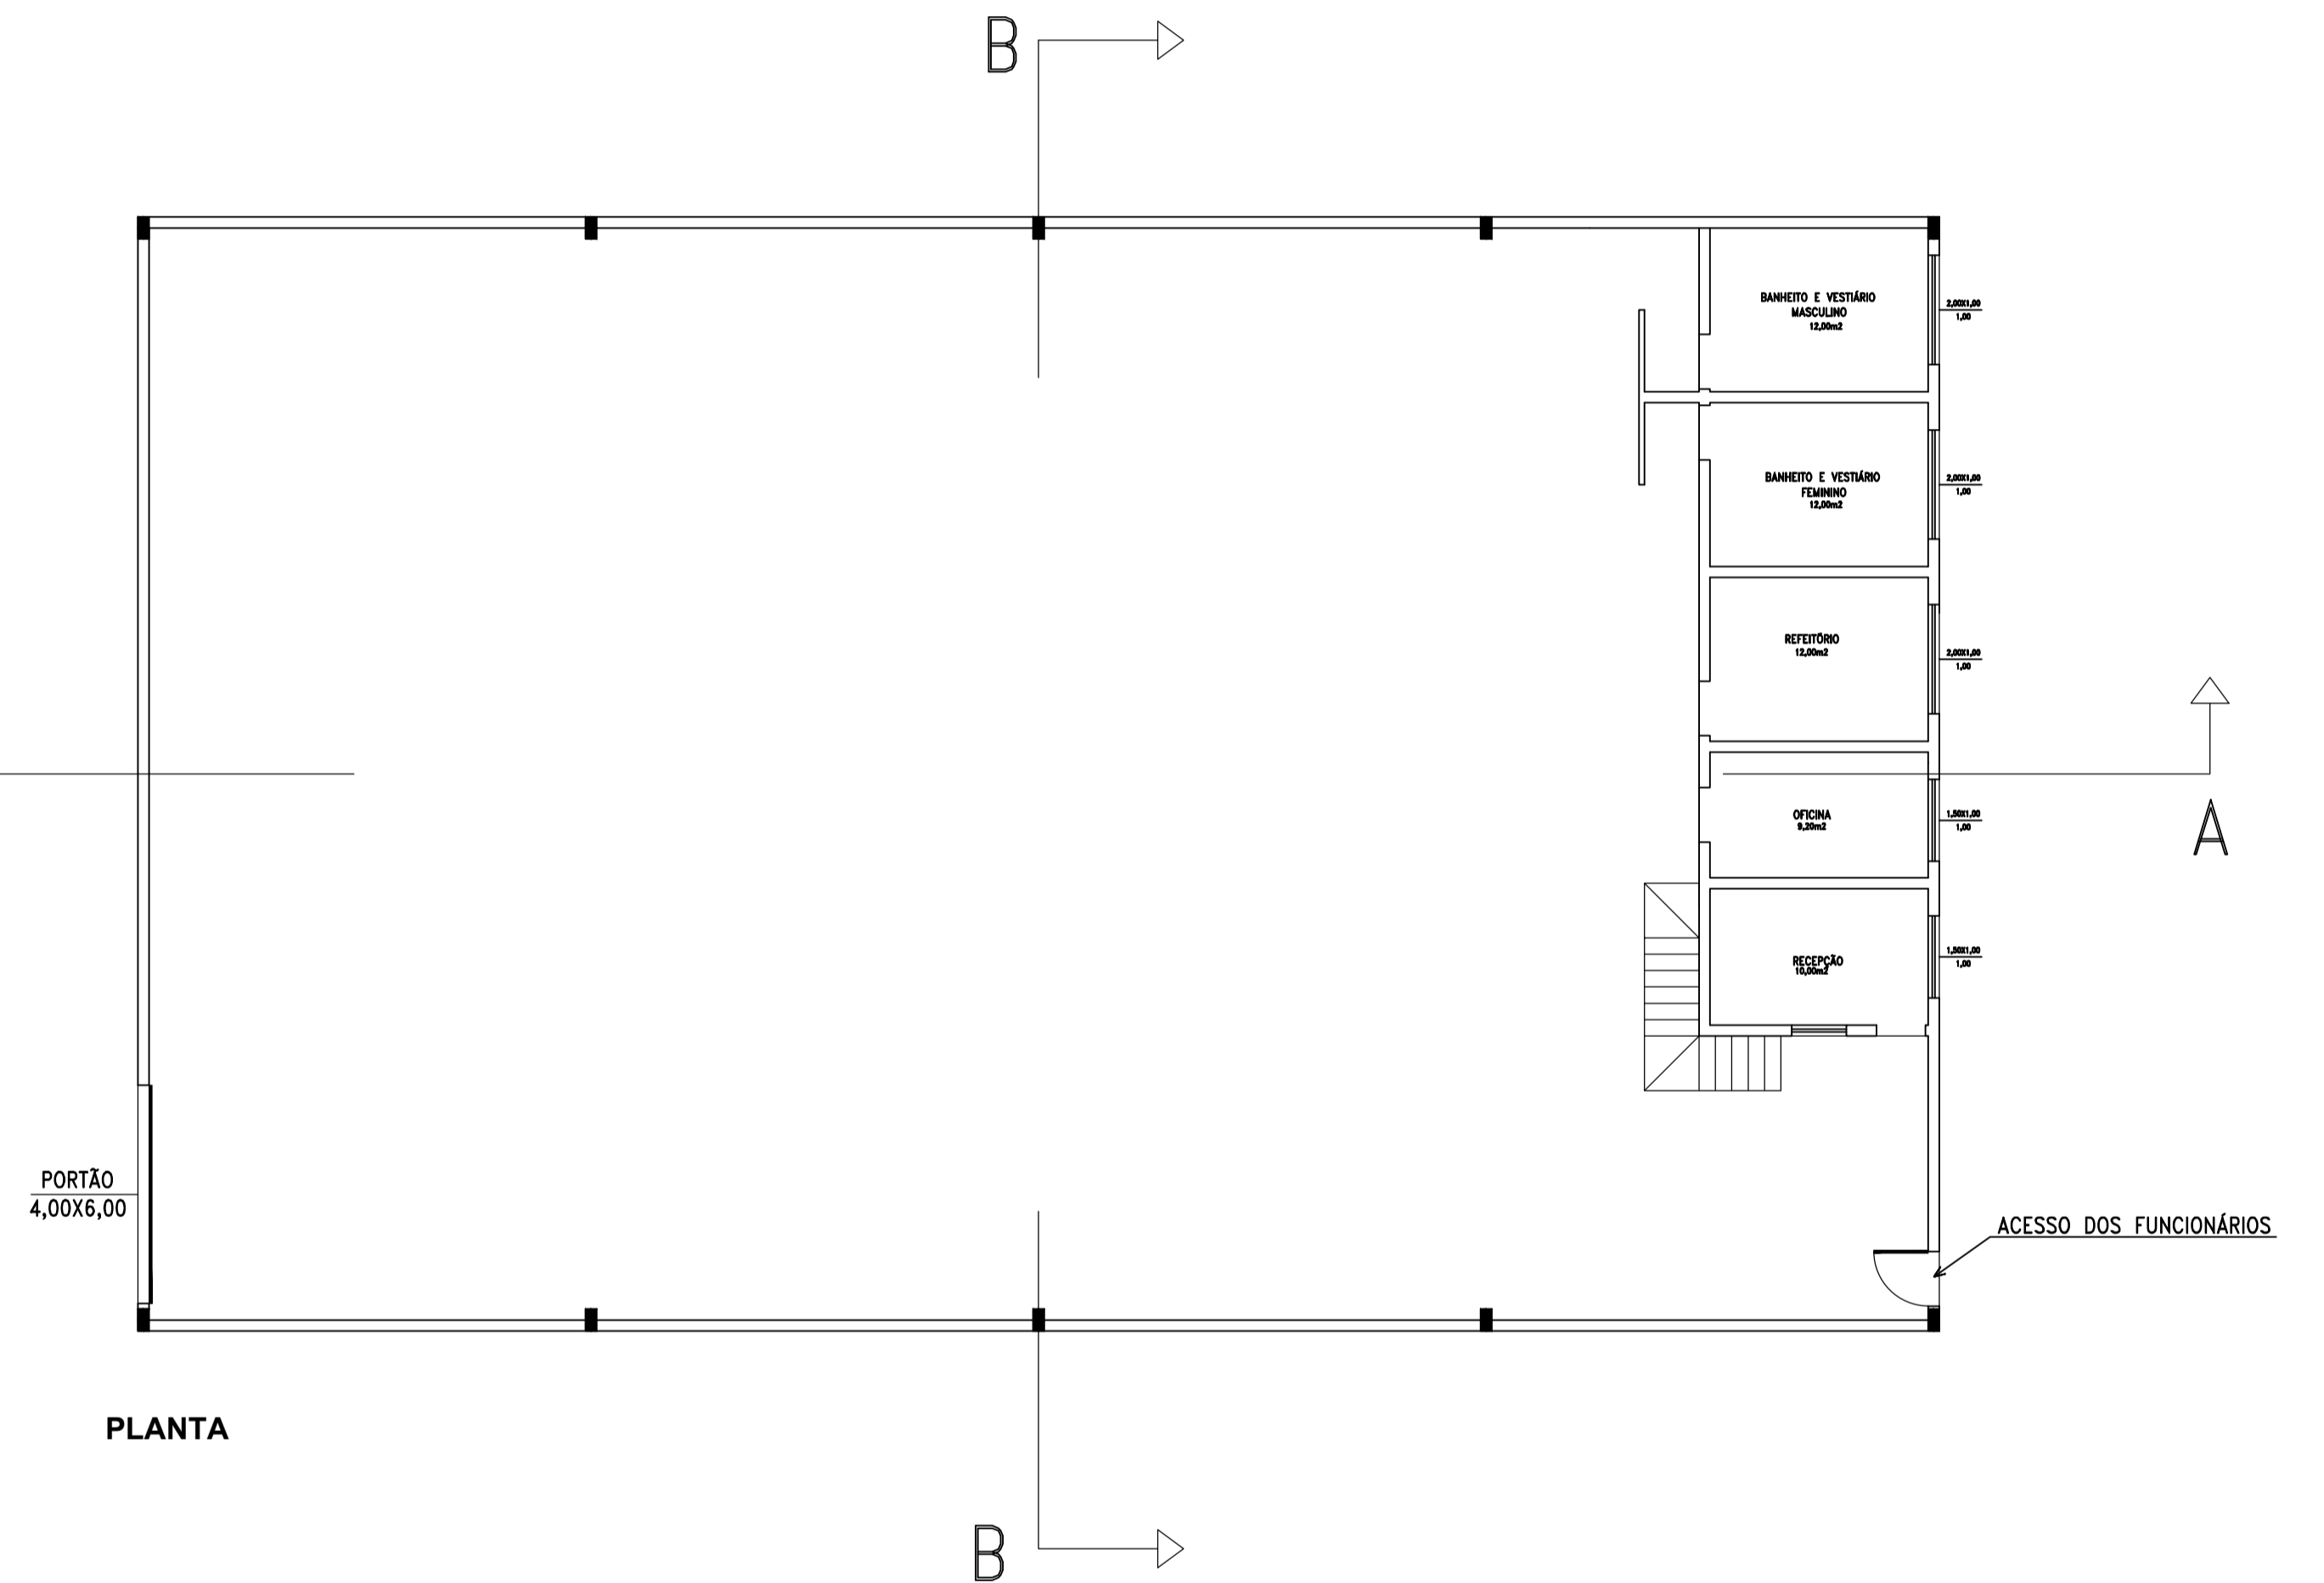 B
BANHEITO E VESTIÁRIO
MASCULINO
12,00m2
2,00X1,00
1,00
BANHEITO E VESTIÁRIO
FEMININO
12,00m2
2,00X1,00
1,00
REFEITÓRIO
12,00m2
2,00X1,00
1,00
A
OFICINA
9,20m2
1,50X1,00
1,00
RECEPÇÃO
10,00m2
1,50X1,00
1,00
PORTÃO
4,00X6,00
ACESSO DOS FUNCIONÁRIOS
PLANTA
B